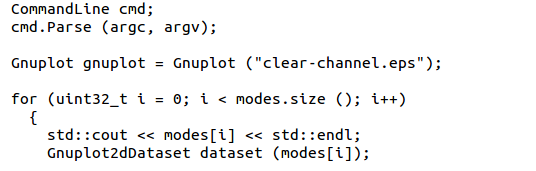 CommandLine cmd;
cmd.Parse (argc, argv);
Gnuplot gnuplot = Gnuplot ("clear-channel.eps");
for (uint32_t i = 0; i < modes.size (); i++)
{
std::cout << modes[i] << std::endl;
Gnuplot2dDataset dataset (modes[i]);